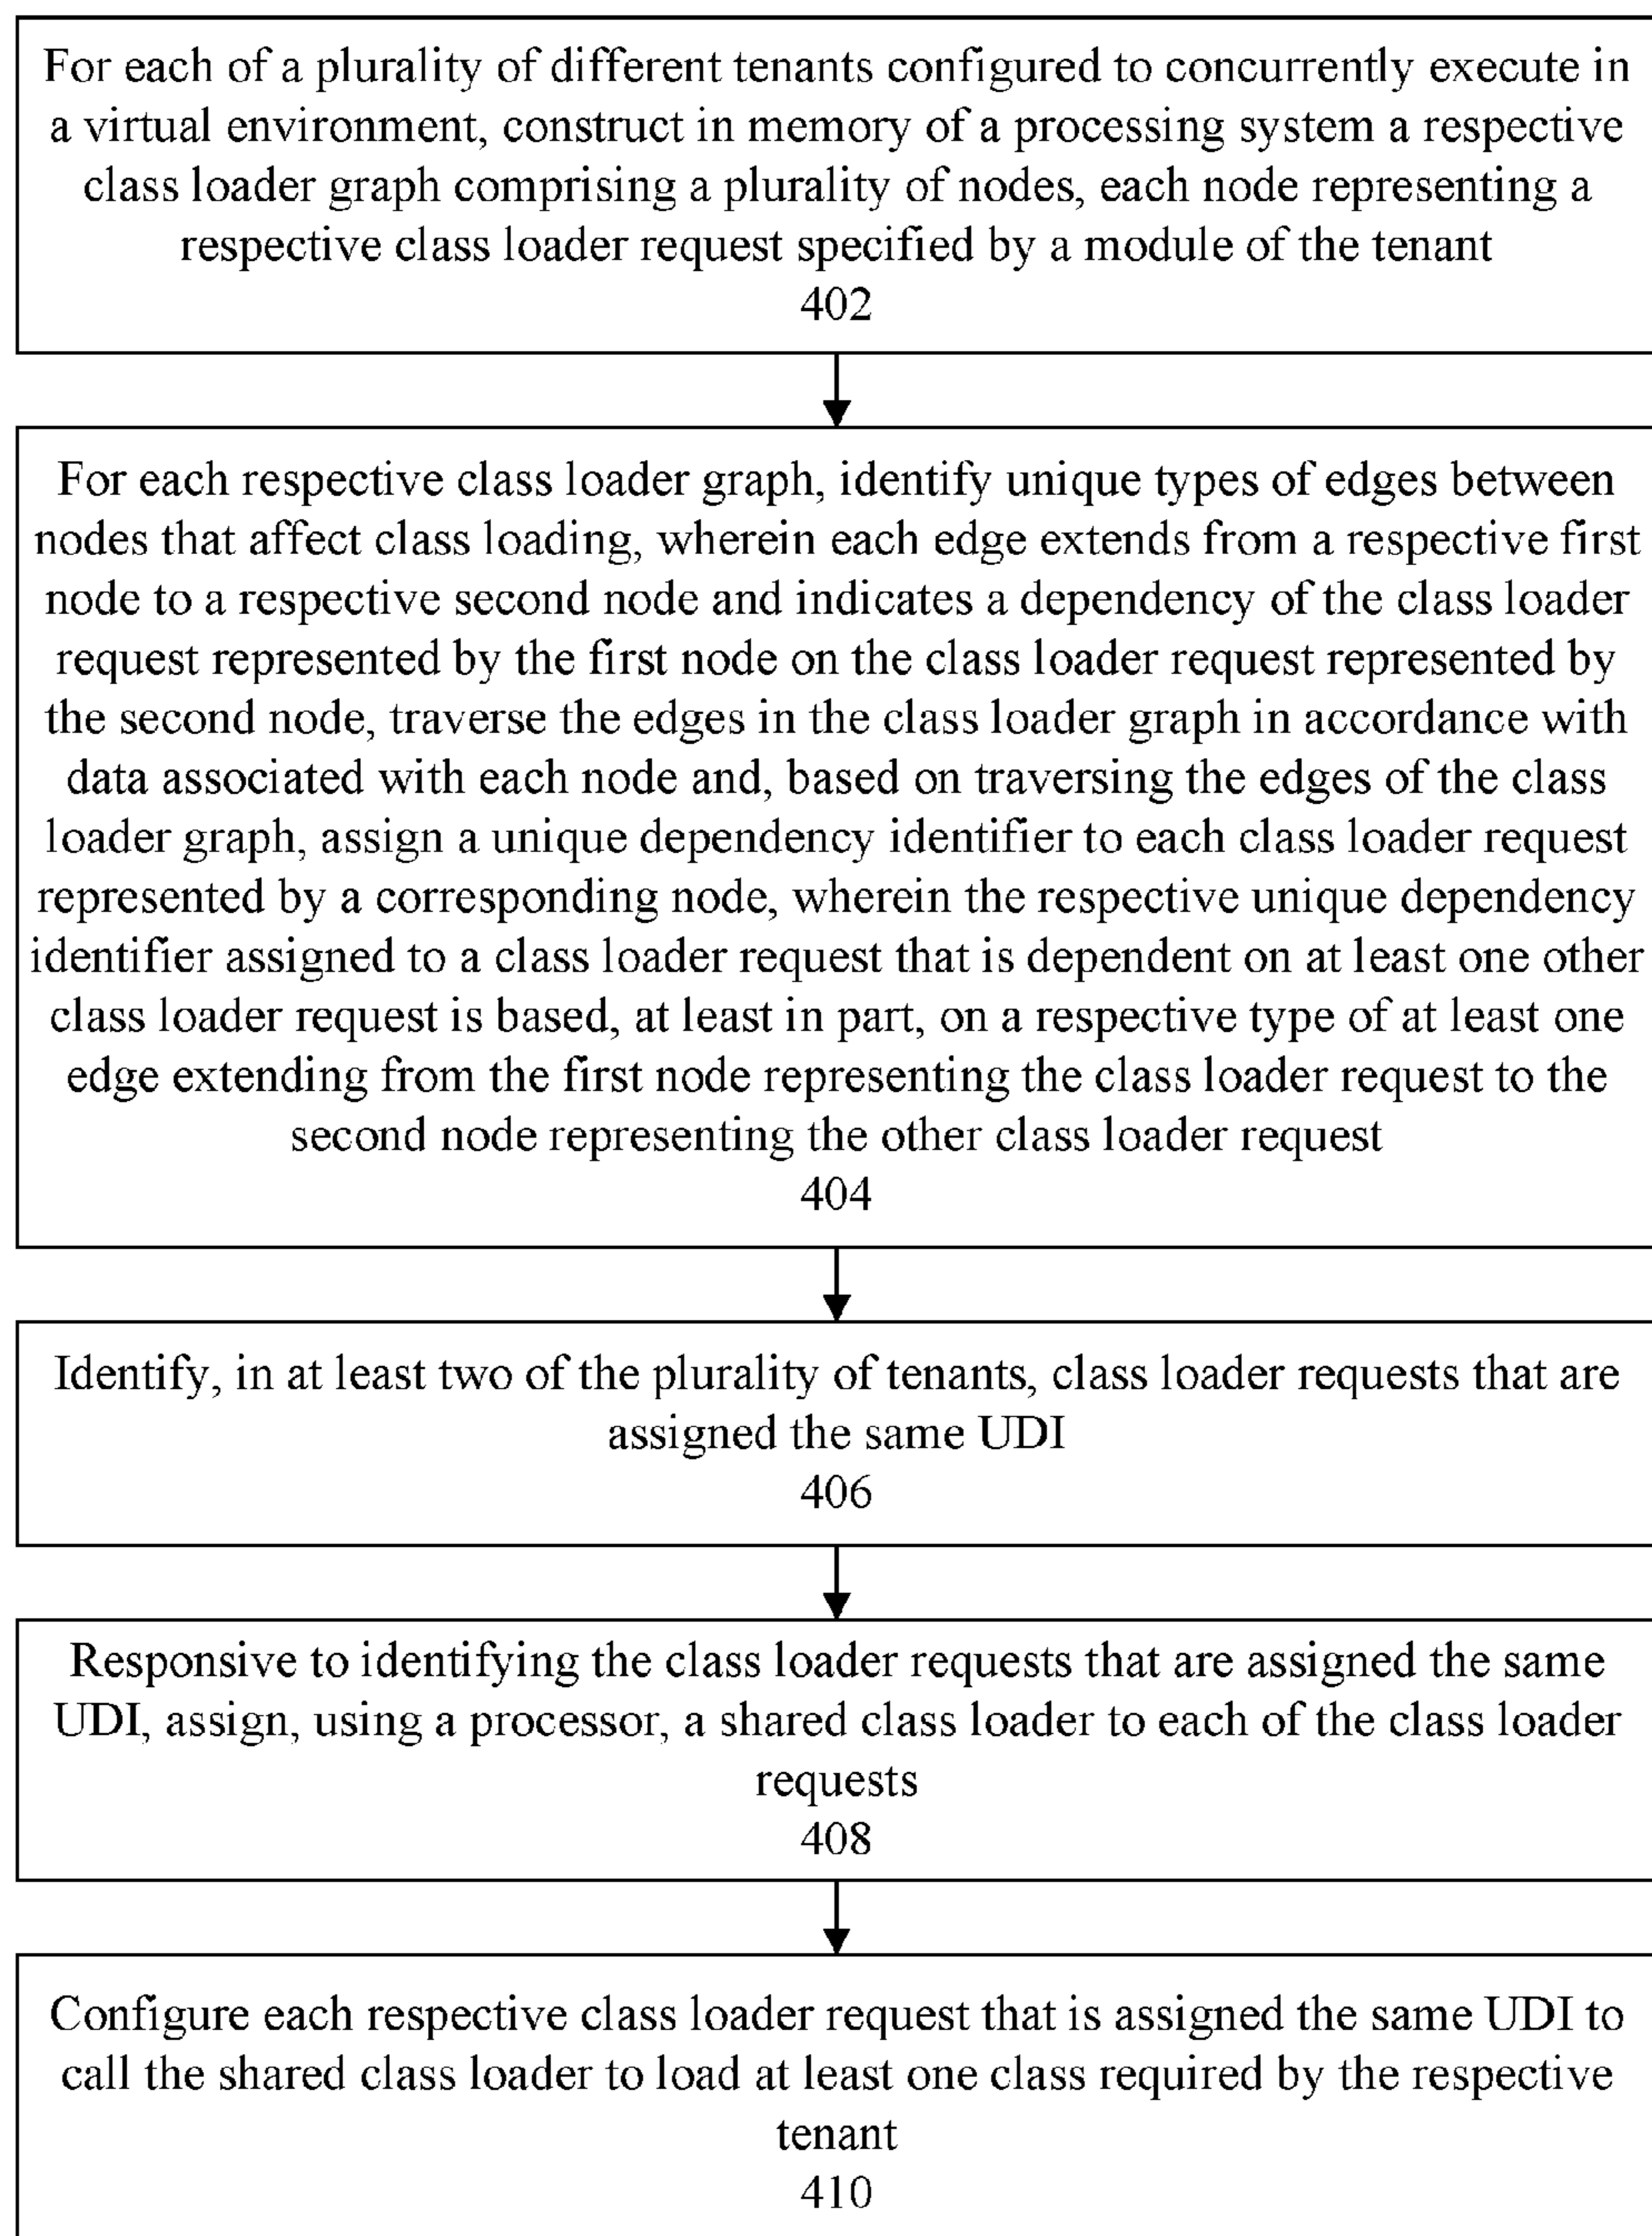 For each of a plurality of different tenants configured to concurrently execute in
a virtual environment, construct in memory of a processing system a respective
class loader graph comprising a plurality of nodes, each node representing a
respective class loader request specified by a module of the tenant
402
For each respective class loader graph, identify unique types of edges between
nodes that affect class loading, wherein each edge extends from a respective first
node to a respective second node and indicates a dependency of the class loader
request represented by the first node on the class loader request represented by
the second node, traverse the edges in the class loader graph in accordance with
data associated with each node and, based on traversing the edges of the class
loader graph, assign a unique dependency identifier to each class loader request
represented by a corresponding node, wherein the respective unique dependency
identifier assigned to a class loader request that is dependent on at least one other
class loader request is based, at least in part, on a respective type of at least one
edge extending from the first node representing the class loader request to the
second node representing the other class loader request
404
Identify, in at least two of the plurality of tenants, class loader requests that are
assigned the same UDI
406
Responsive to identifying the class loader requests that are assigned the same
UDI, assign, using a processor, a shared class loader to each of the class loader
requests
408
Configure each respective class loader request that is assigned the same UDI to
call the shared class loader to load at least one class required by the respective
tenant
410